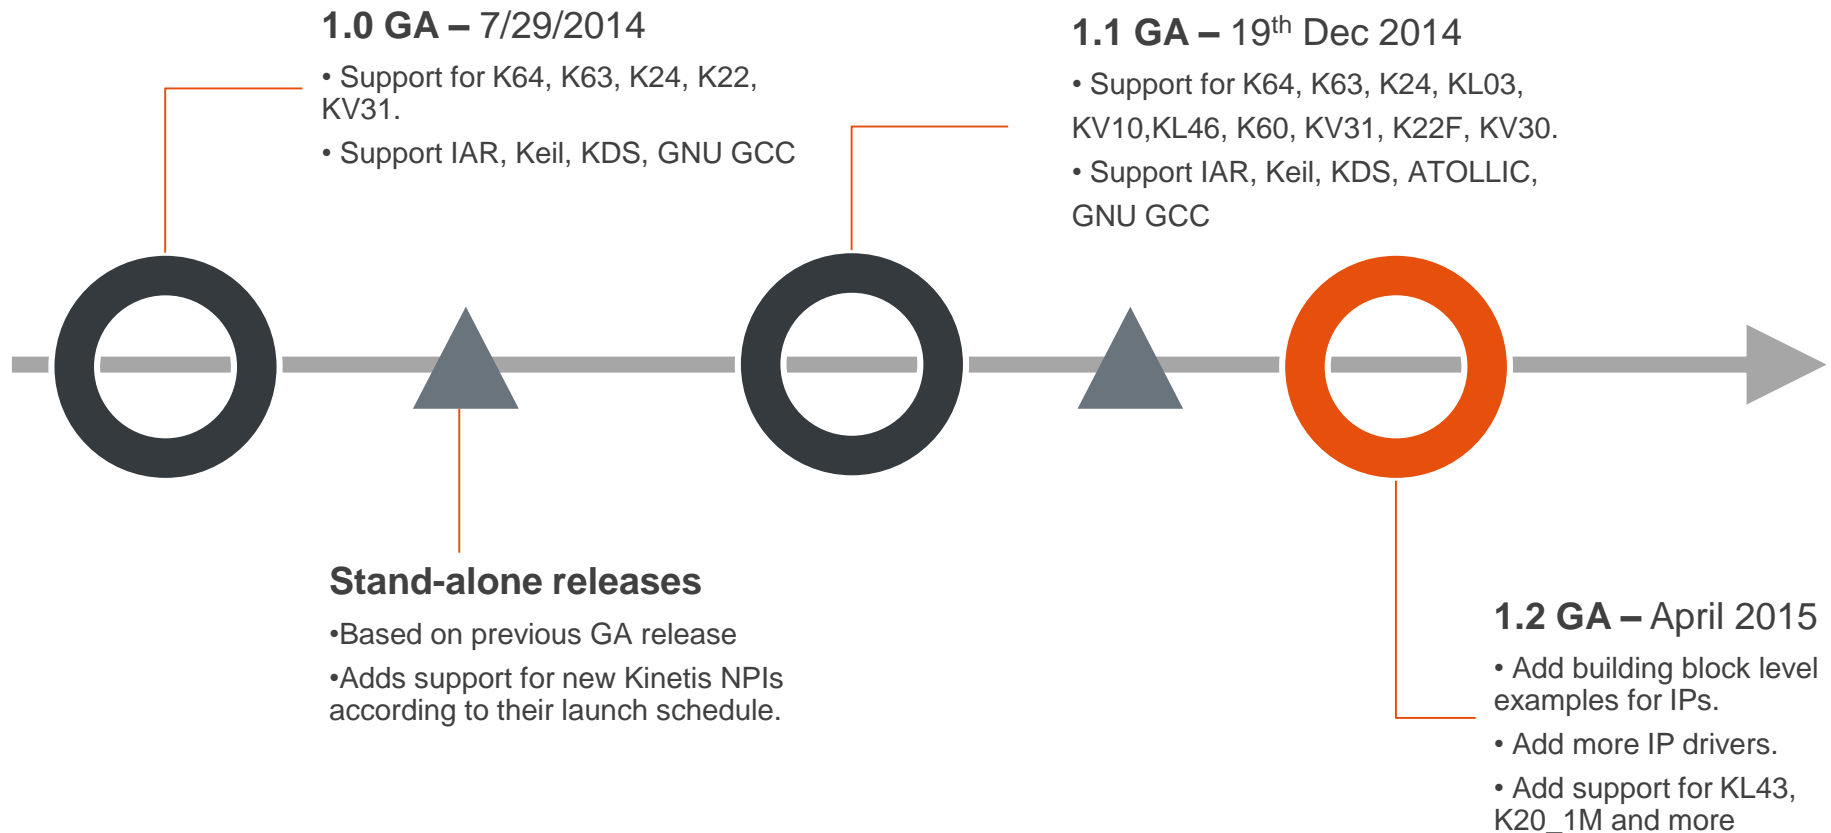 1.0 GA – 7/29/2014
• Support for K64, K63, K24, K22,
KV31.
• Support IAR, Keil, KDS, GNU GCC
1.1 GA – 19th Dec 2014
• Support for K64, K63, K24, KL03,
KV10,KL46, K60, KV31, K22F, KV30.
• Support IAR, Keil, KDS, ATOLLIC,
GNU GCC
Stand-alone releases
•Based on previous GA release
•Adds support for new Kinetis NPIs
according to their launch schedule.
1.2 GA – April 2015
• Add building block level
examples for IPs.
• Add more IP drivers.
• Add support for KL43,
K20_1M and more